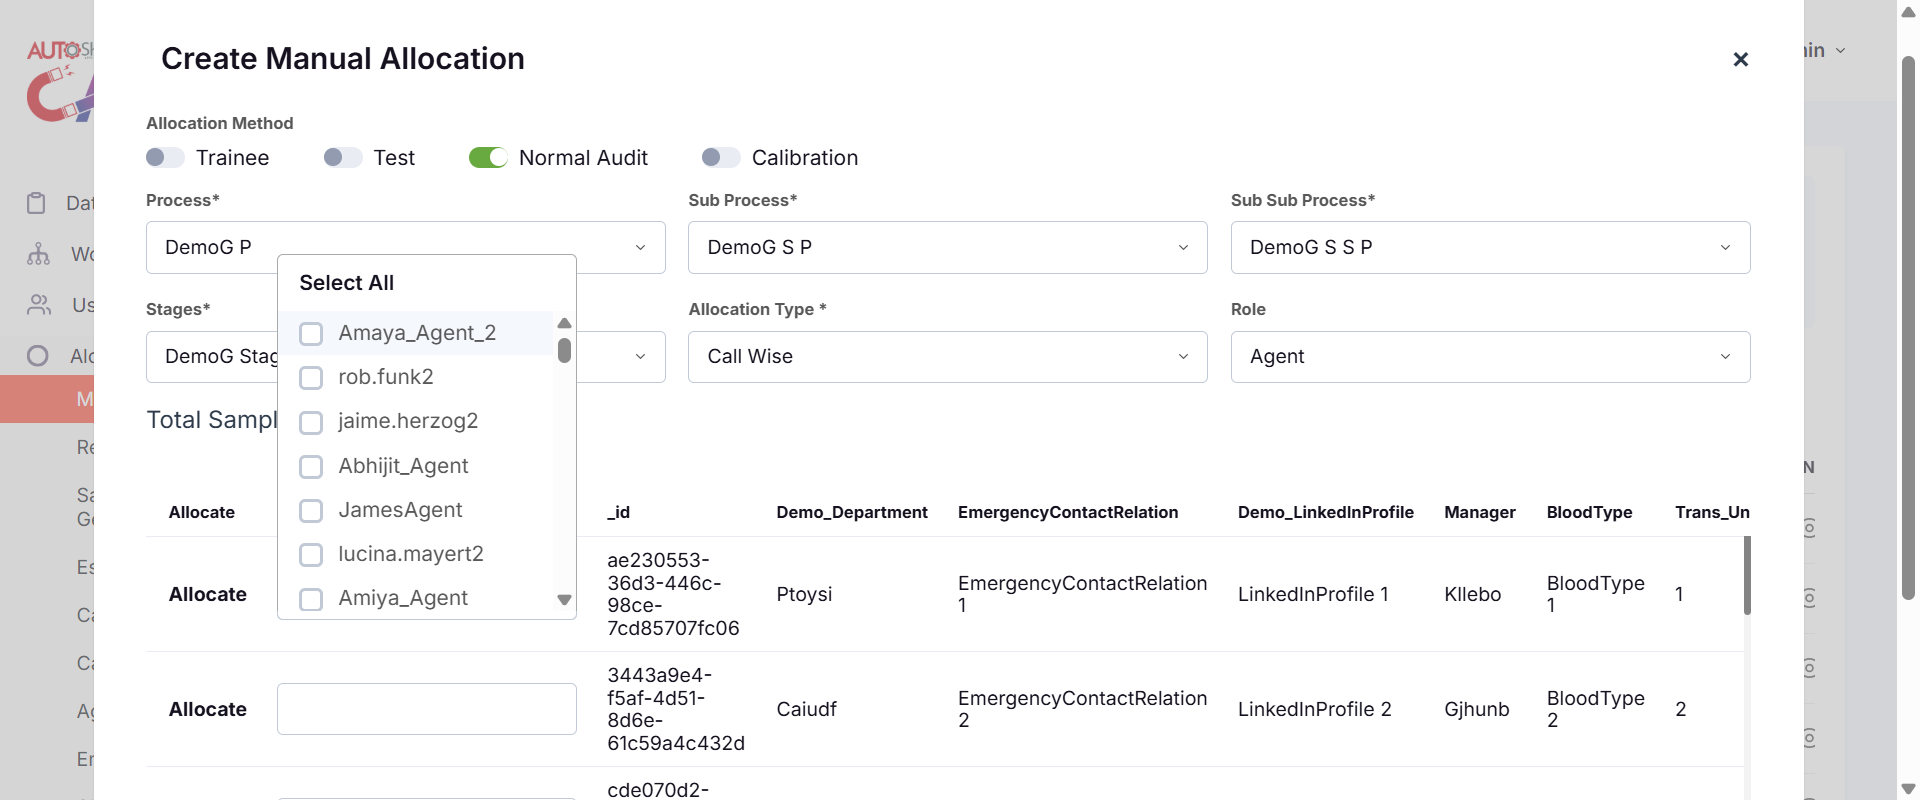 AUTOSH
min
Create Manual Allocation
Allocation Method
Trainee Test Normal Audit Calibration
Process* Sub Process* Sub Sub Process*
DemoG P DemoG S P DemoG S S P
Stages* Allocation Type * Role
DemoG Stag Call Wise Agent
Total Sampl
Select All
Amaya_Agent_2
rob.funk2
jaime.herzog2
Abhijit_Agent
JamesAgent
lucina.mayert2
Amiya_Agent
Allocate _id Demo_Department EmergencyContactRelation Demo_LinkedInProfile Manager BloodType Trans_Un
Allocate ae230553-
36d3-446c-
98ce-
7cd85707fc06 Ptoysi EmergencyContactRelation
1 LinkedInProfile 1 Kllebo BloodType
1 1
Allocate 3443a9e4-
f5af-4d51-
8d6e-
61c59a4c432d Caiudf EmergencyContactRelation
2 LinkedInProfile 2 Gjhunb BloodType
2 2
cde070d2-
Dat
Wo
Us
Alo
M
Re
Sa
Ge
Es
Ca
Ca
Ag
Er
N